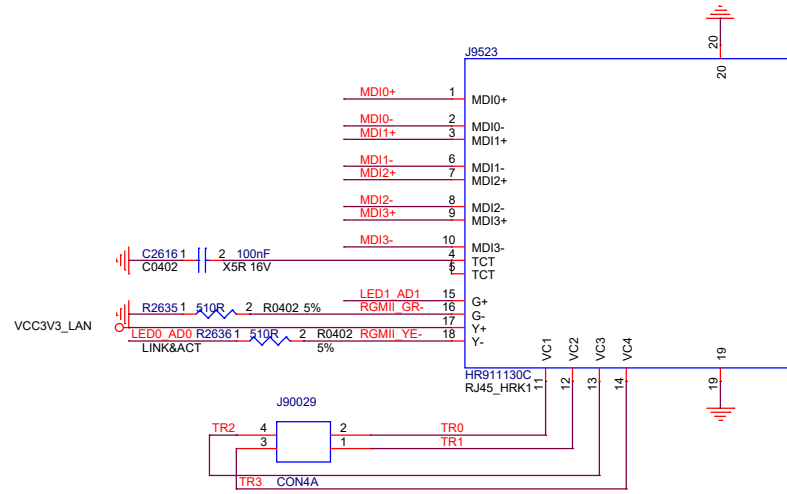 20
20
J9523
MDI0+ 1 MDI0+
MDI0- 2 MDI0-
MDI1+ 3 MDI1+
MDI1- 6 MDI1-
MDI2+ 7 MDI2+
MDI2- 8 MDI2-
MDI3+ 9 MDI3+
MDI3- 10 MDI3-
C2616 1 2 100nF 4 TCT
C0402 X5R 16V 5 TCT
LED1_AD1 15 G+
R2635 1 510R 2 R0402 5% RGMII_GR- 16 G-
VCC3V3_LAN 17 Y+
LED0_AD0 R2636 1 510R 2 R0402 RGMII_YE- 18 Y-
LINK&ACT 5%
VC1 VC2 VC3 VC4 19
HR911130C
RJ45_HRK1
11 12 13 14 19
J90029
TR2 4 2 TR0
3 1 TR1
TR3 CON4A